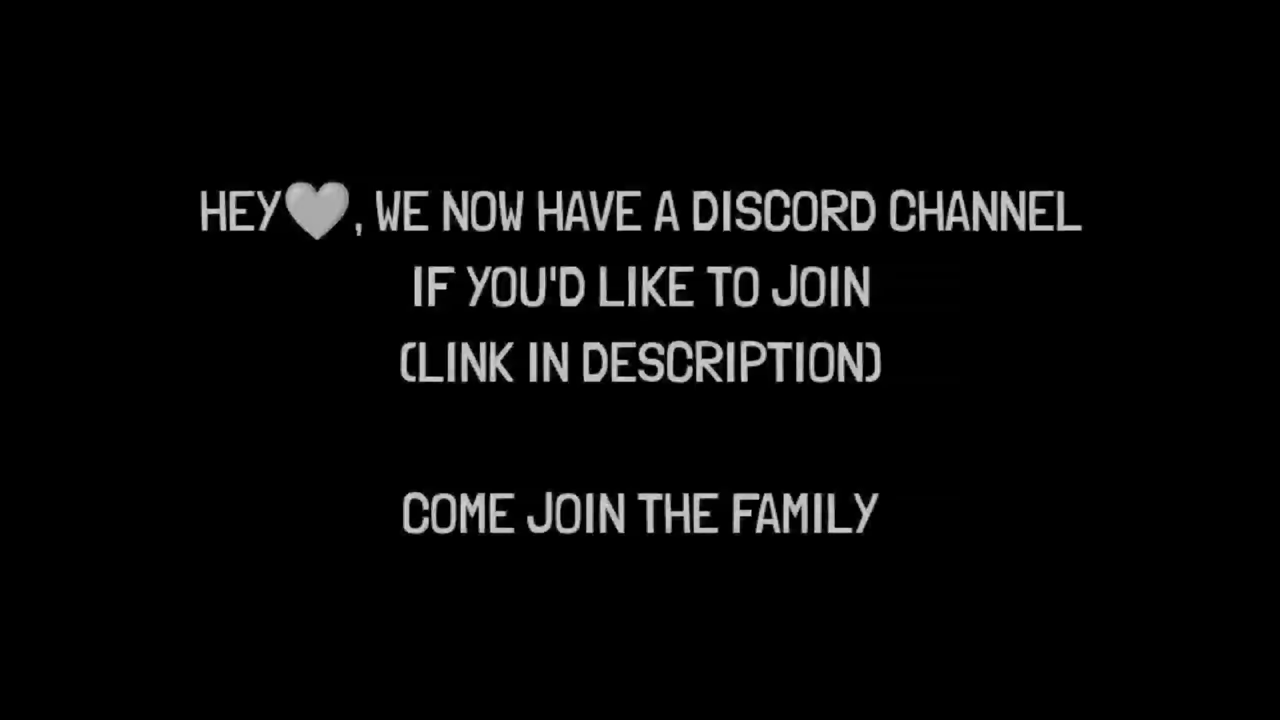 HEY🤍, WE NOW HAVE A DISCORD CHANNEL
IF YOU'D LIKE TO JOIN
(LINK IN DESCRIPTION)
COME JOIN THE FAMILY